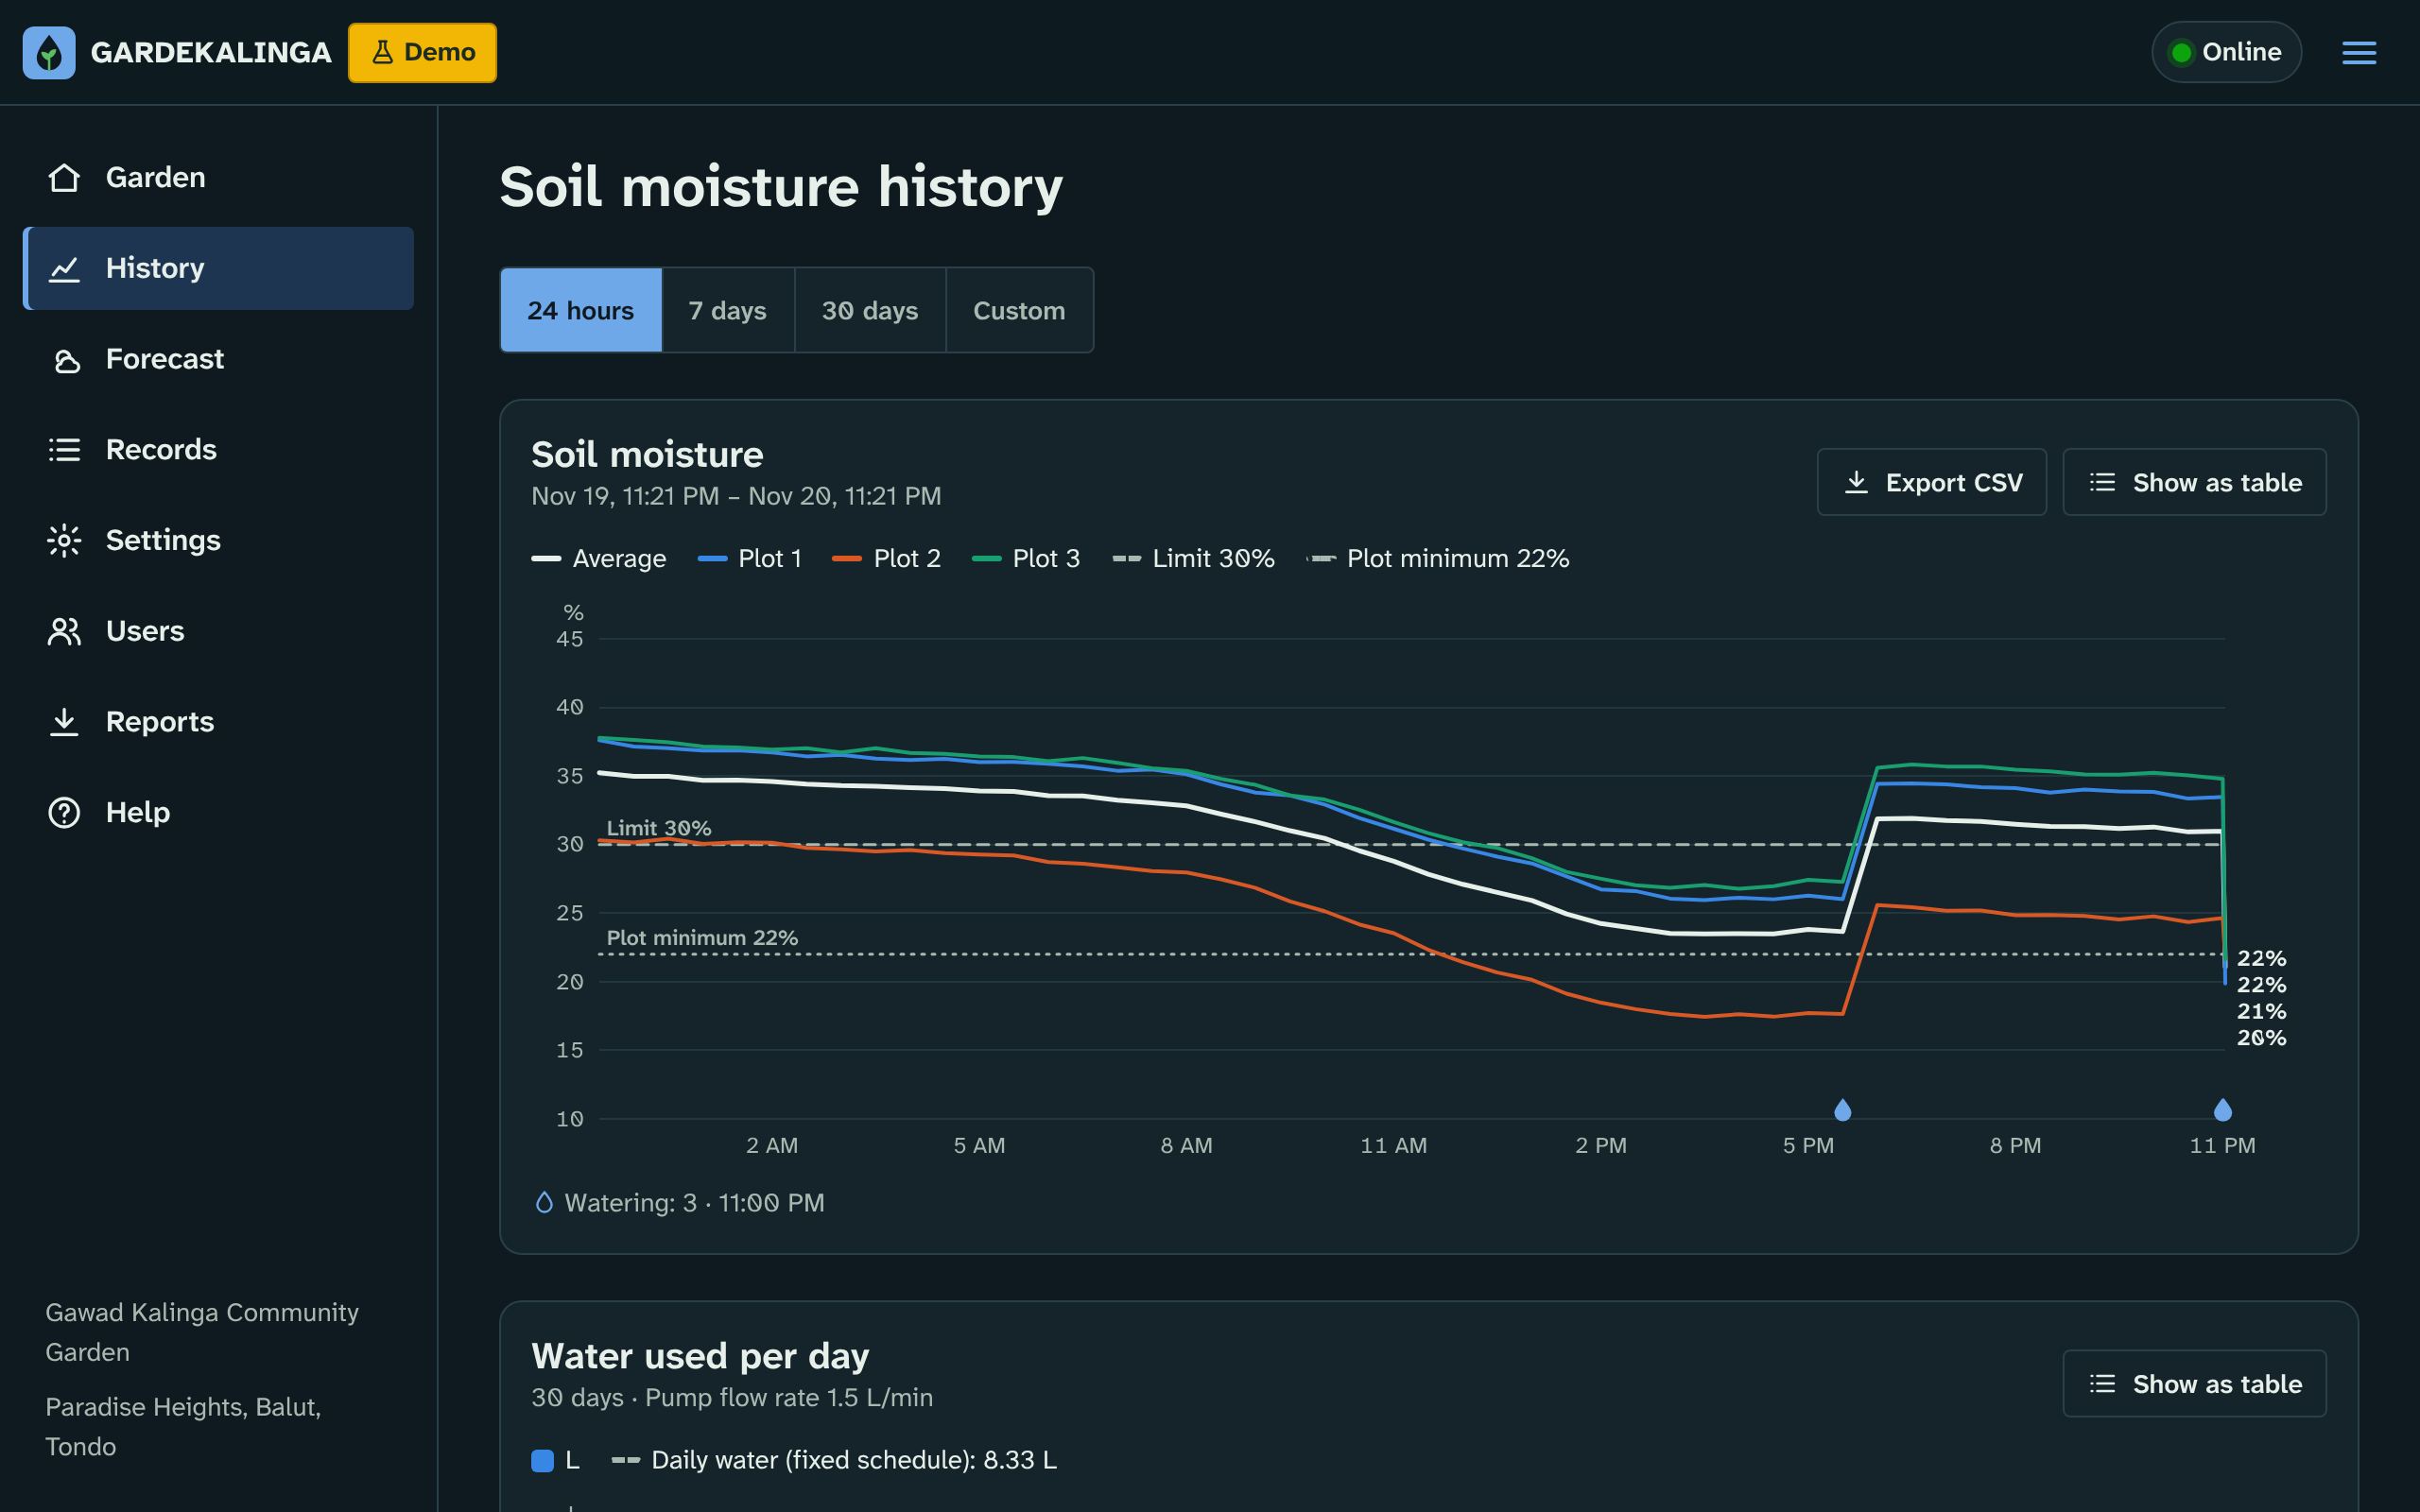 GARDEKALINGA
Demo
Online
Garden
History
Forecast
Records
Settings
Users
Reports
Help
Gawad Kalinga Community
Garden
Paradise Heights, Balut,
Tondo
Soil moisture history
24 hours
7 days
30 days
Custom
Soil moisture
Nov 19, 11:21 PM – Nov 20, 11:21 PM
Export CSV
Show as table
Average
Plot 1
Plot 2
Plot 3
Limit 30%
Plot minimum 22%
%
45
40
35
30
25
20
15
10
Limit 30%
Plot minimum 22%
22%
22%
21%
20%
2 AM
5 AM
8 AM
11 AM
2 PM
5 PM
8 PM
11 PM
Watering: 3 · 11:00 PM
Water used per day
30 days · Pump flow rate 1.5 L/min
Show as table
L
Daily water (fixed schedule): 8.33 L